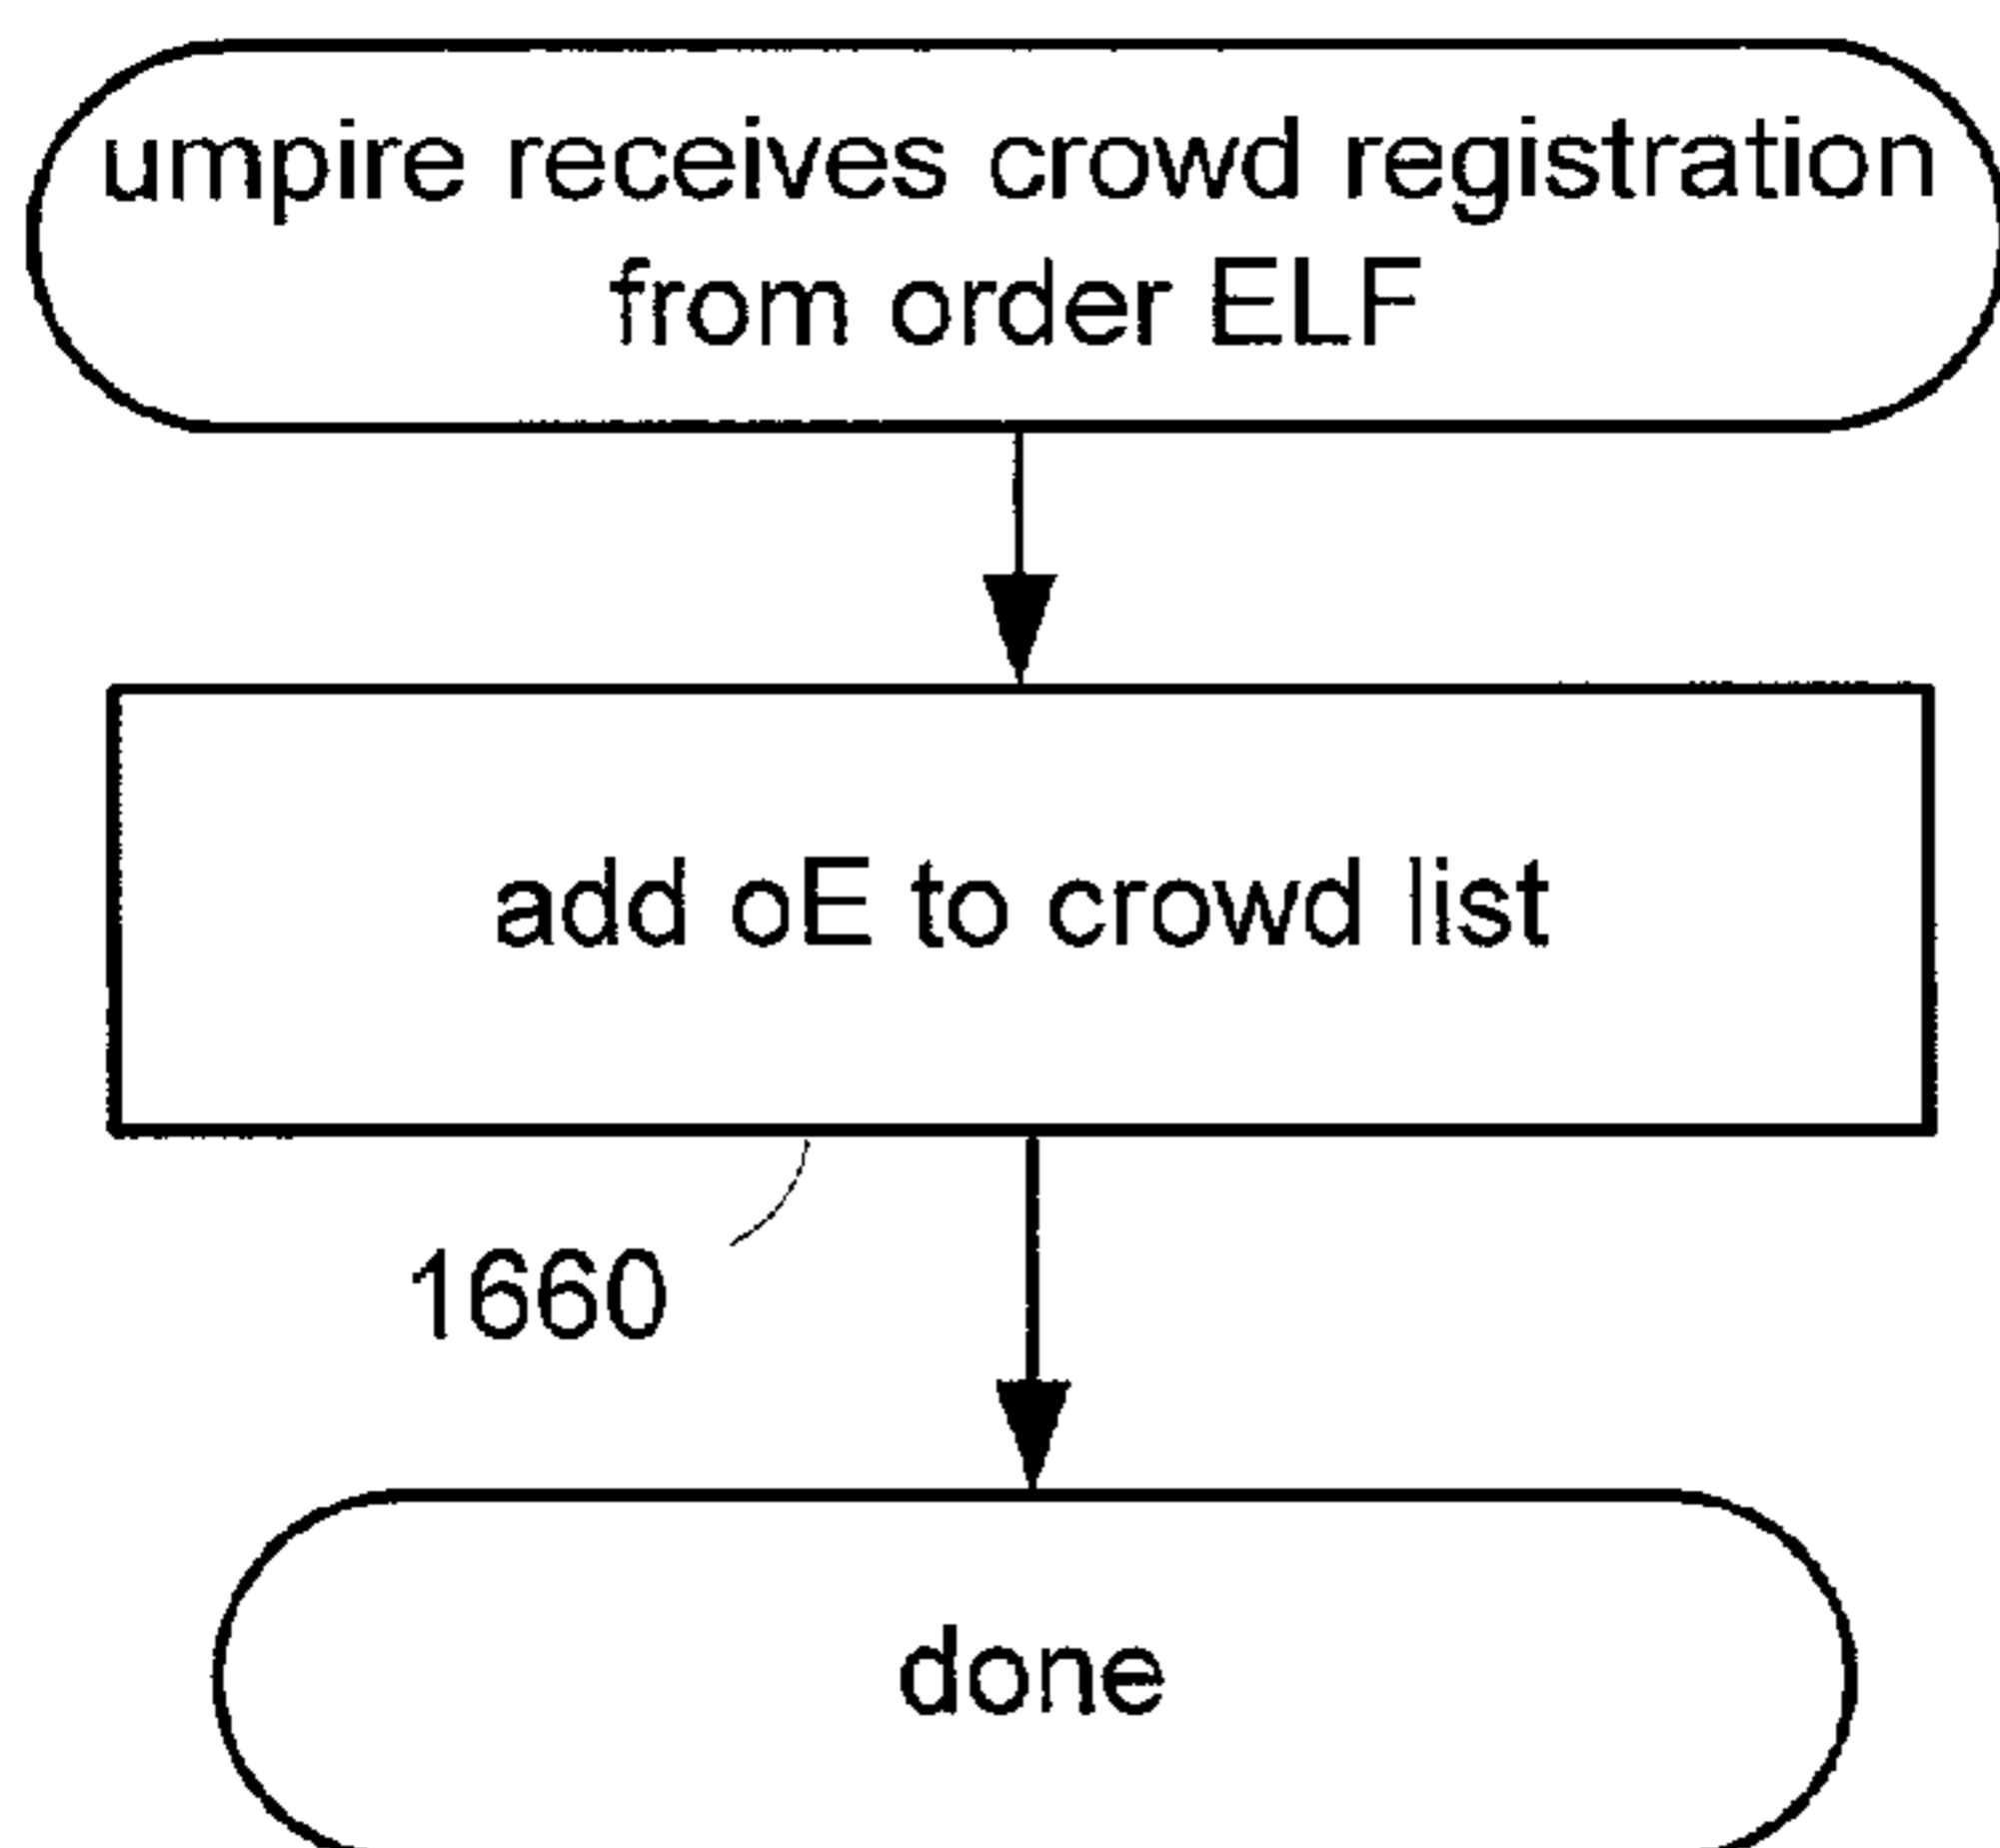 umpire receives crowd registration
from order ELF
add oE to crowd list
1660
done